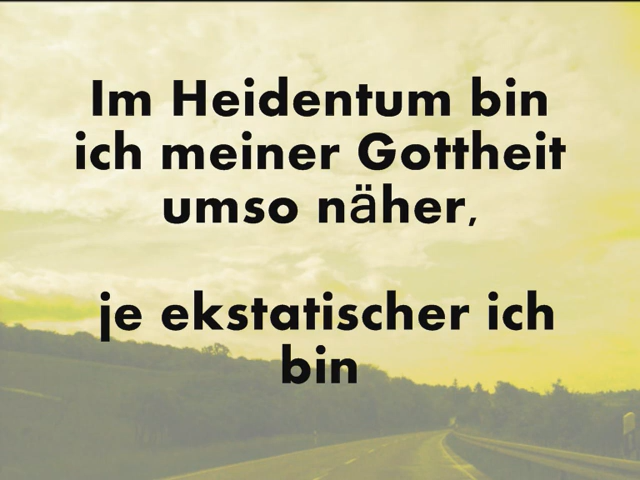 Im Heidentum bin
ich meiner Gottheit
umso näher,
je ekstatischer ich
bin